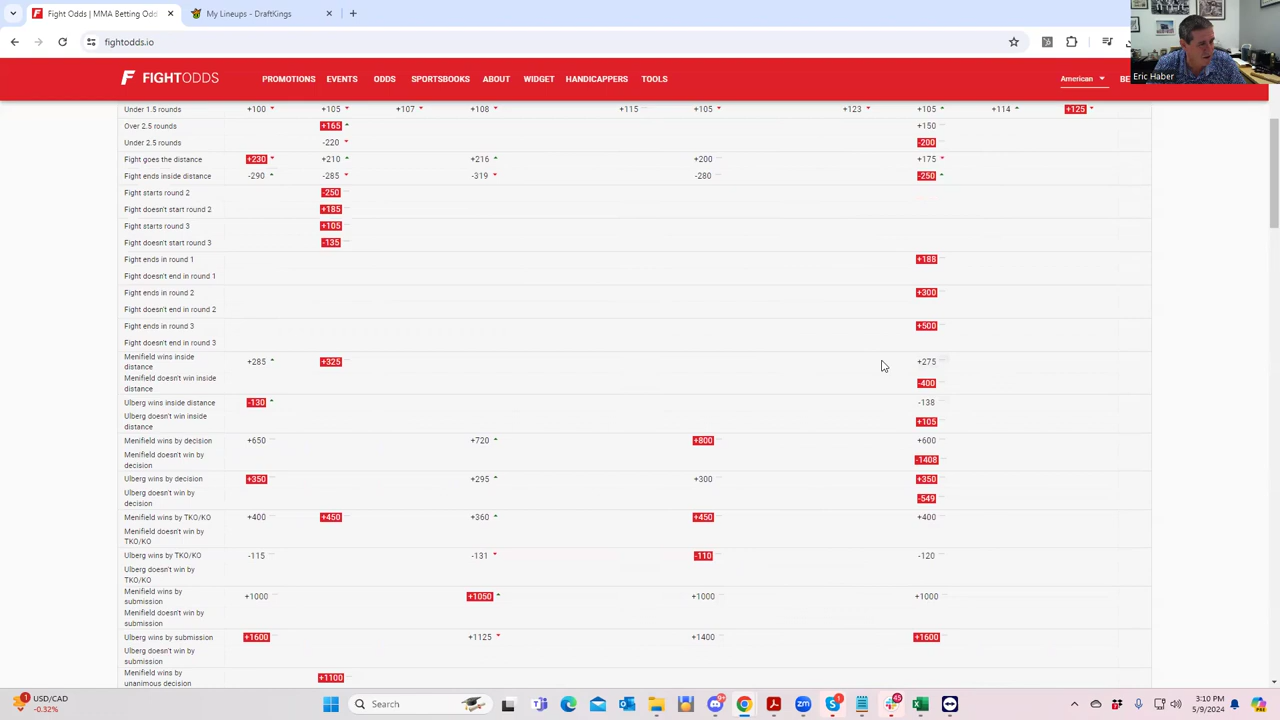 Fight Odds | MMA Betting Odd
My Lineups - DraftKings
fightodds.io
Eric Haber
FIGHTODDS
PROMOTIONS EVENTS ODDS SPORTSBOOKS ABOUT WIDGET HANDICAPPERS TOOLS
American
BE
Under 1.5 rounds +100 +105 +107 +108 +115 +105 +123 +105 +114 +125
Over 2.5 rounds +165 +150
Under 2.5 rounds -220 -200
Fight goes the distance +230 +210 +216 +200 +175
Fight ends inside distance -290 -285 -319 -280 -250
Fight starts round 2 -250
Fight doesn't start round 2 +185
Fight starts round 3 +105
Fight doesn't start round 3 -135
Fight ends in round 1 +188
Fight doesn't end in round 1
Fight ends in round 2 +300
Fight doesn't end in round 2
Fight ends in round 3 +500
Fight doesn't end in round 3
Menifield wins inside
distance +285 +325 +275
Menifield doesn't win inside
distance -400
Ulberg wins inside distance -130 -138
Ulberg doesn't win inside
distance +105
Menifield wins by decision +650 +720 +800 +600
Menifield doesn't win by
decision -1408
Ulberg wins by decision +350 +295 +300 +350
Ulberg doesn't win by
decision -549
Menifield wins by TKO/KO +400 +450 +360 +450 +400
Menifield doesn't win by
TKO/KO
Ulberg wins by TKO/KO -115 -131 -110 -120
Ulberg doesn't win by
TKO/KO
Menifield wins by
submission +1000 +1050 +1000 +1000
Menifield doesn't win by
submission
Ulberg wins by submission +1600 +1125 +1400 +1600
Ulberg doesn't win by
submission
Menifield wins by
unanimous decision +1100
USD/CAD
-0.32%
Search
3:10 PM
5/9/2024